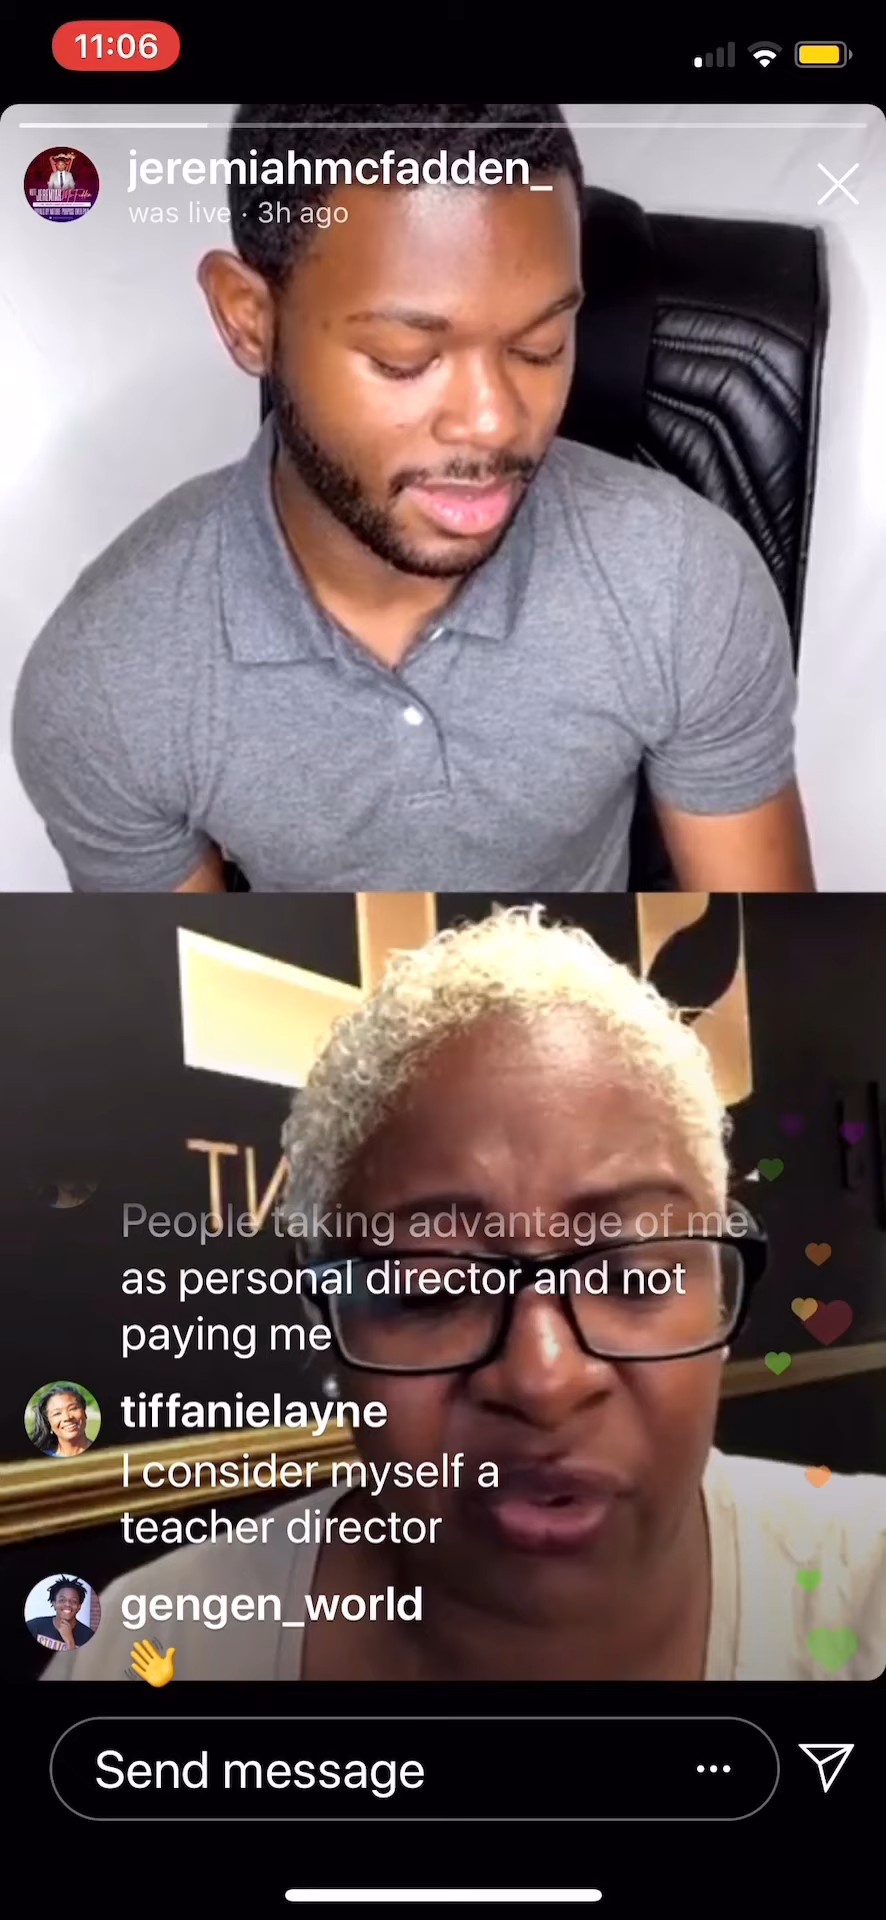 11:06
jeremiahmcfadden_
was live · 3h ago
People taking advantage of me
as personal director and not
paying me
tiffanielayne
I consider myself a
teacher director
gengen_world
👋
Send message